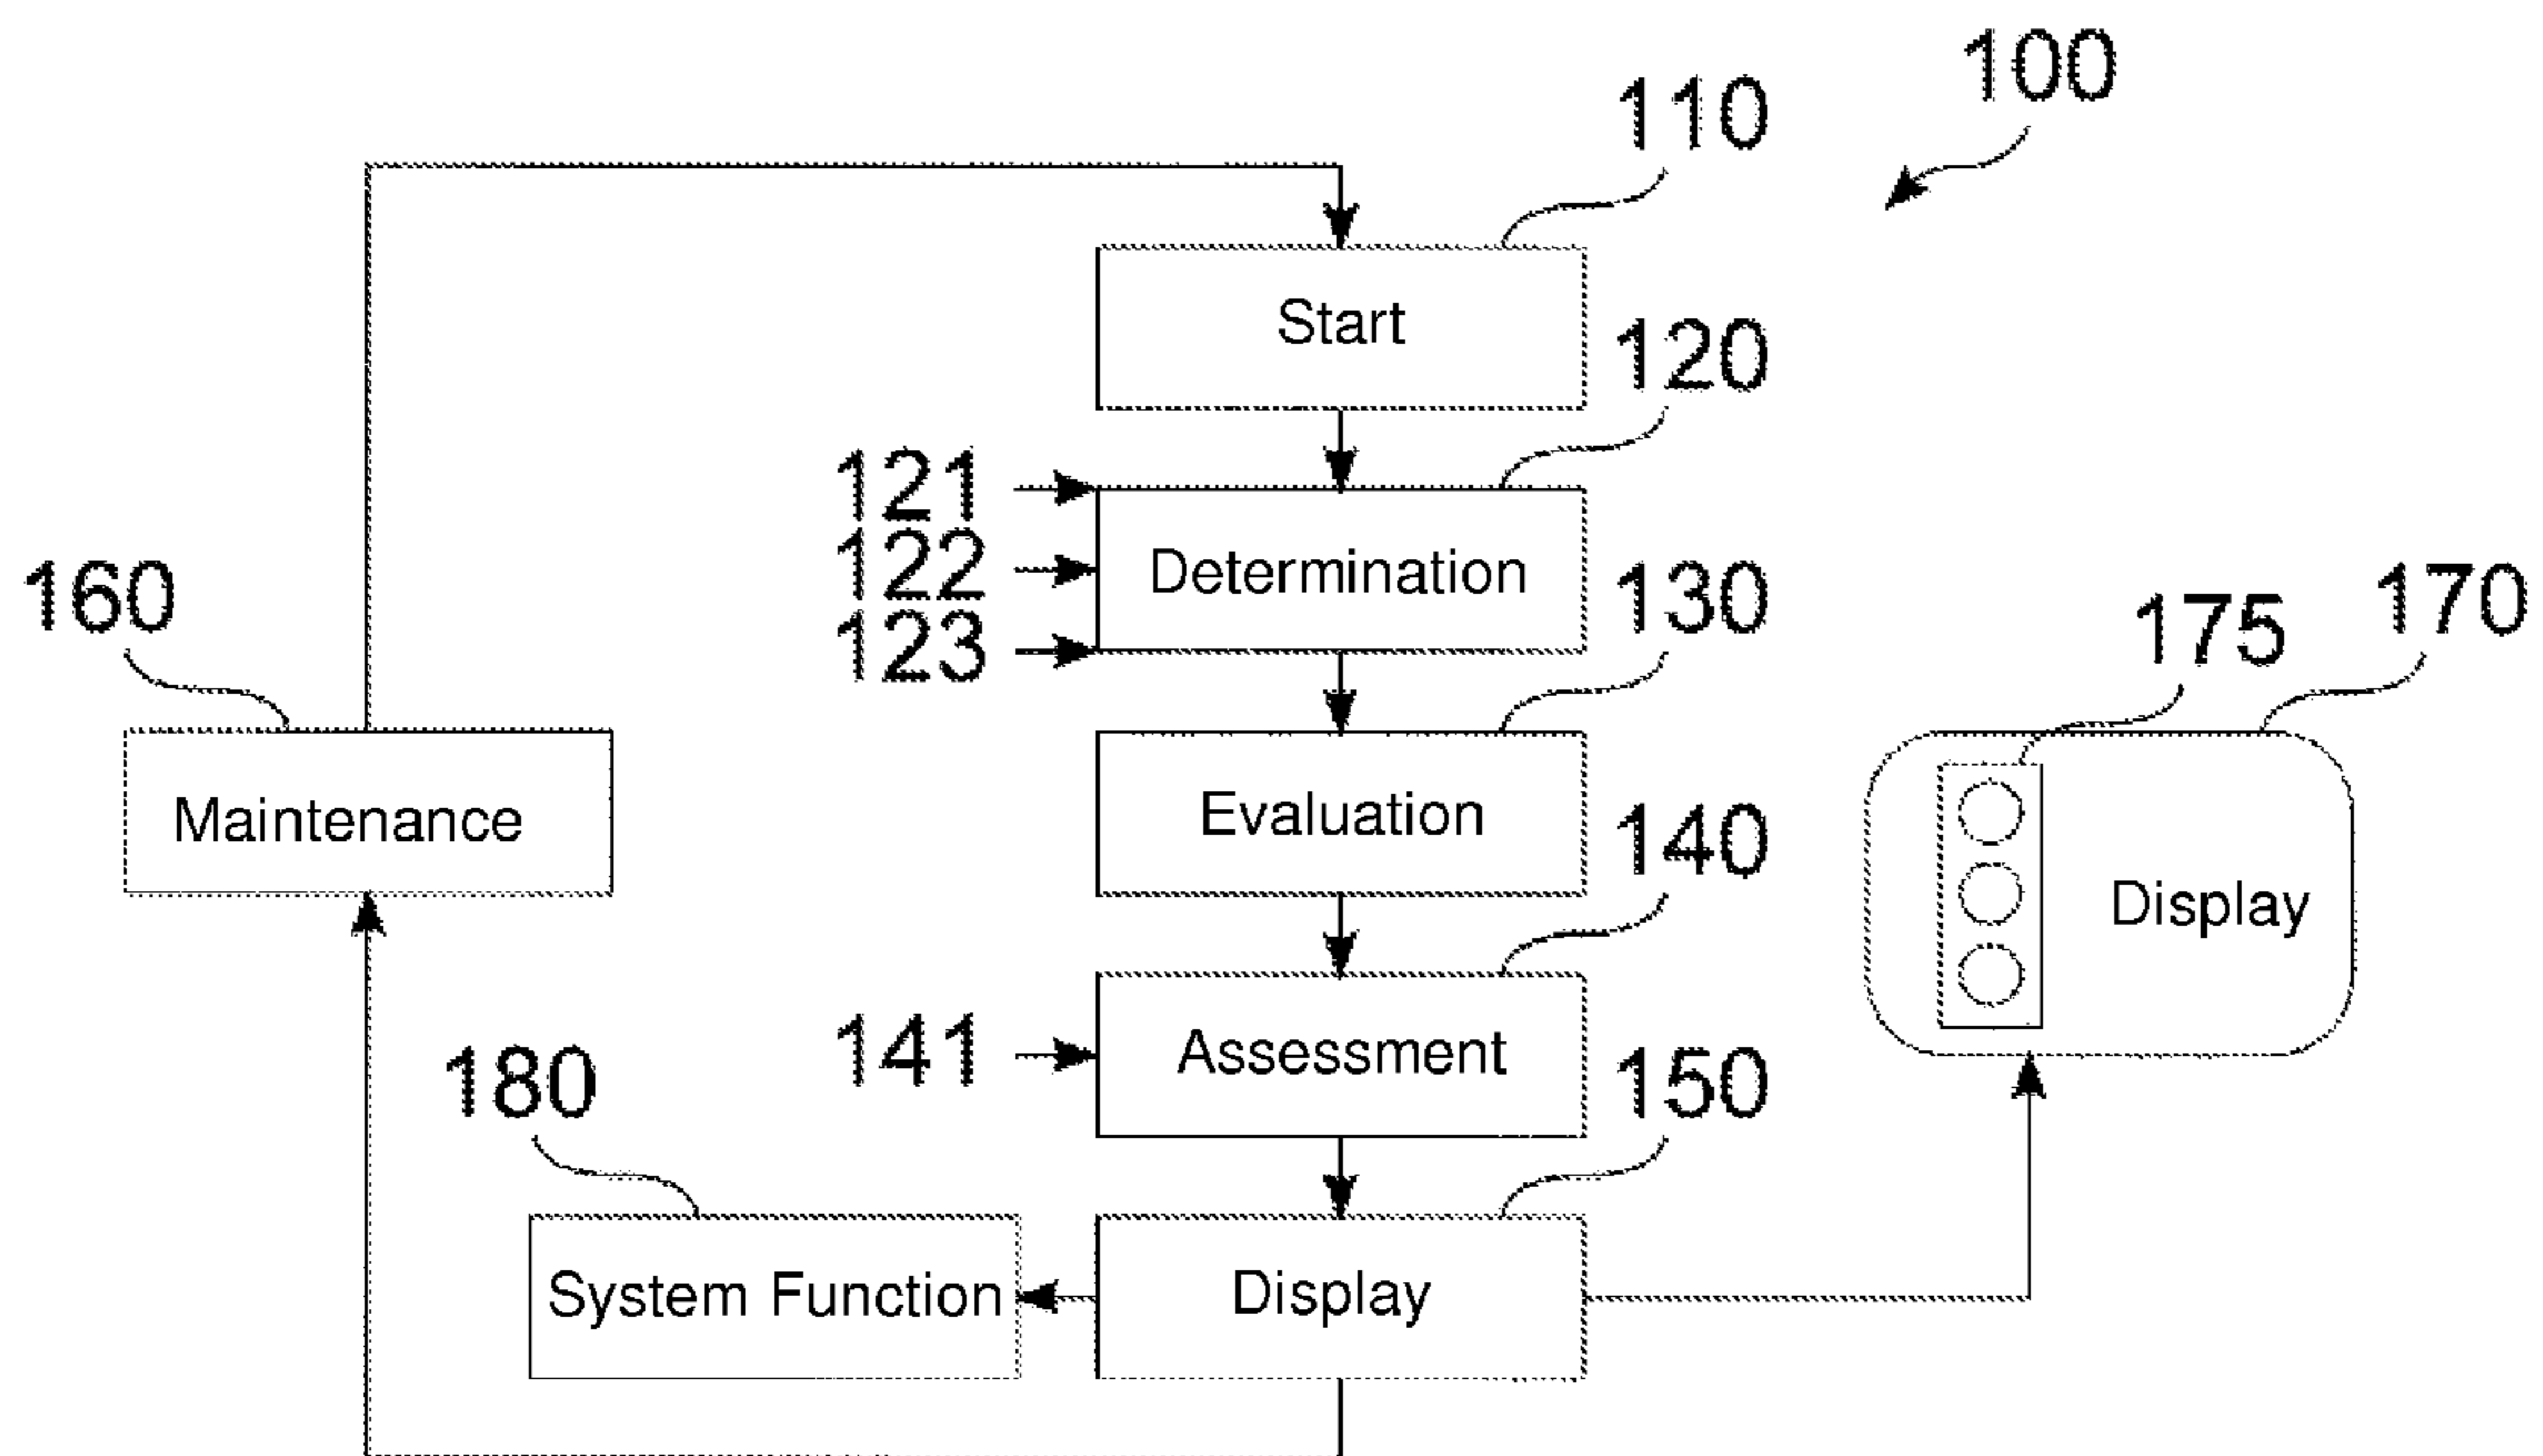 100
110
Start
120
121
122
Determination
123
130
160
175
170
Maintenance
Evaluation
140
Display
141
Assessment
180
150
System Function
Display